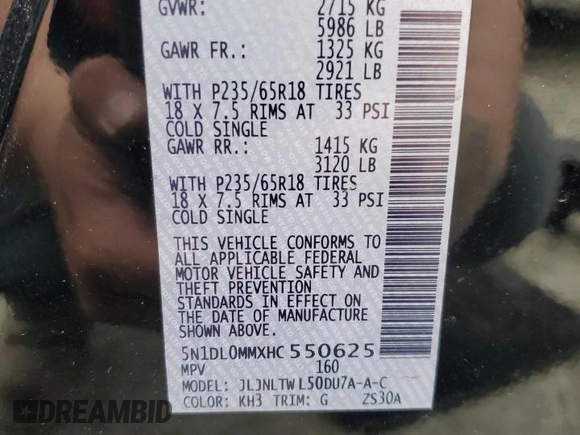 GVWR: 2715 KG
5986 LB
GAWR FR.: 1325 KG
2921 LB
WITH P235/65R18 TIRES
18 X 7.5 RIMS AT 33 PSI
COLD SINGLE
GAWR RR.: 1415 KG
3120 LB
WITH P235/65R18 TIRES
18 X 7.5 RIMS AT 33 PSI
COLD SINGLE
THIS VEHICLE CONFORMS TO
ALL APPLICABLE FEDERAL
MOTOR VEHICLE SAFETY AND
THEFT PREVENTION
STANDARDS IN EFFECT ON
THE DATE OF MANUFACTURE
SHOWN ABOVE.
5N1DL0MMXHC550625
MPV 160
MODEL: JLJNLTWL50DU7A-A-C
COLOR: KH3 TRIM: G ZS30A
© RAWBIDX